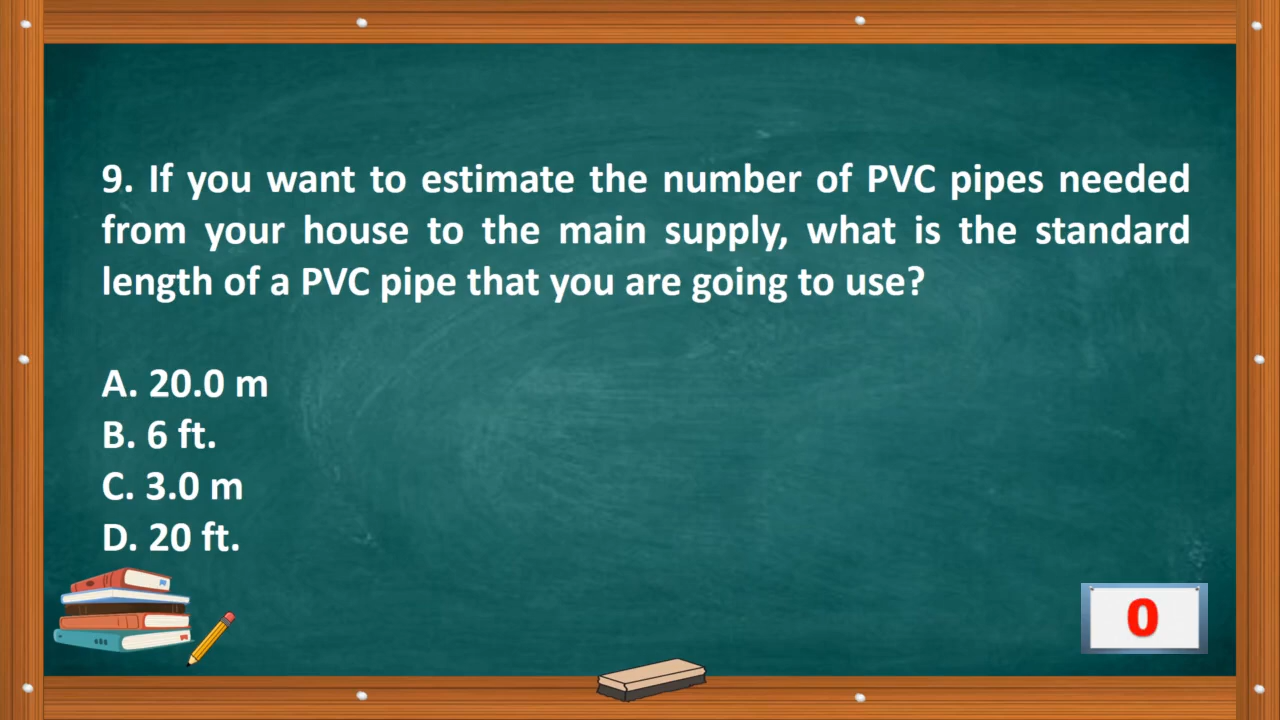 9. If you want to estimate the number of PVC pipes needed
from your house to the main supply, what is the standard
length of a PVC pipe that you are going to use?
A. 20.0 m
B. 6 ft.
C. 3.0 m
D. 20 ft.
0